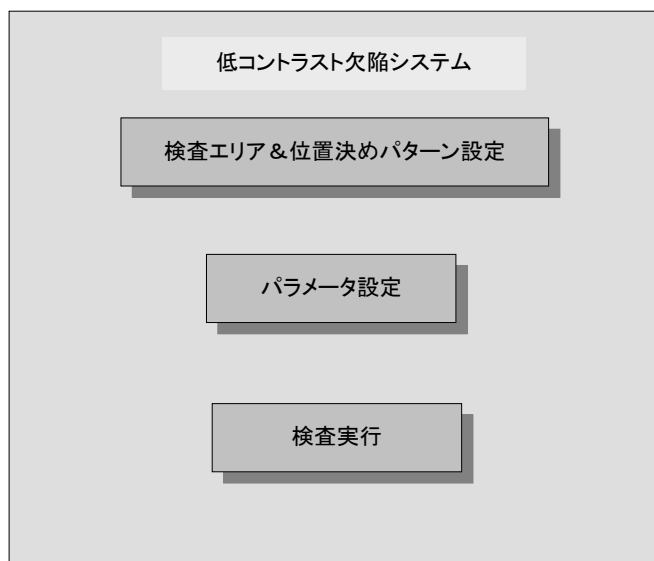 低コントラスト欠陥システム
検査エリア＆位置決めパターン設定
パラメータ設定
検査実行